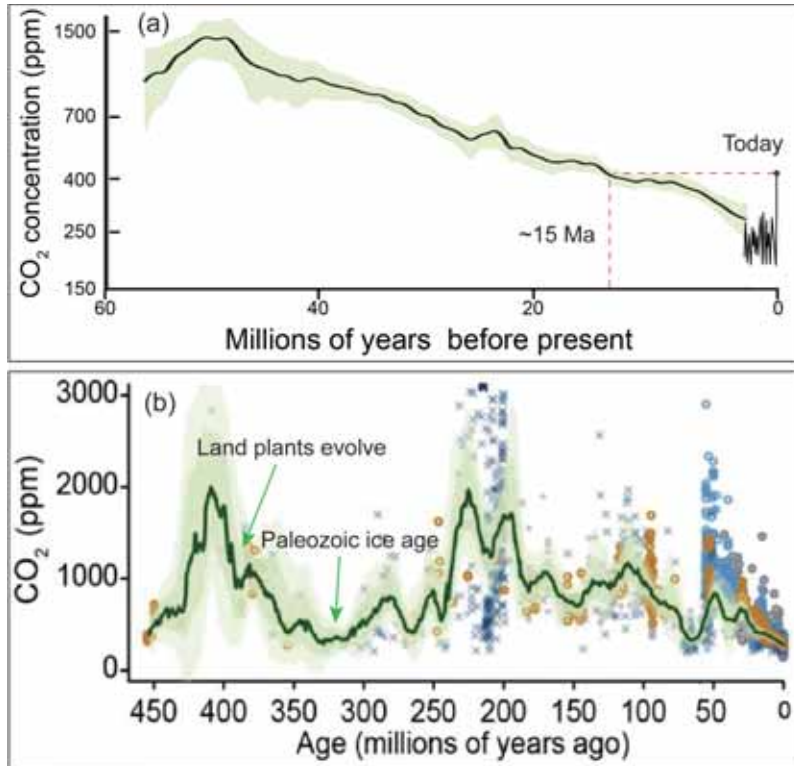 (a)
CO2 concentration (ppm)
1500
700
400
250
150
Today
~15 Ma
60
40
20
0
Millions of years before present
(b)
CO2 (ppm)
3000
2000
1000
0
Land plants evolve
Paleozoic ice age
450
400
350
300
250
200
150
100
50
0
Age (millions of years ago)